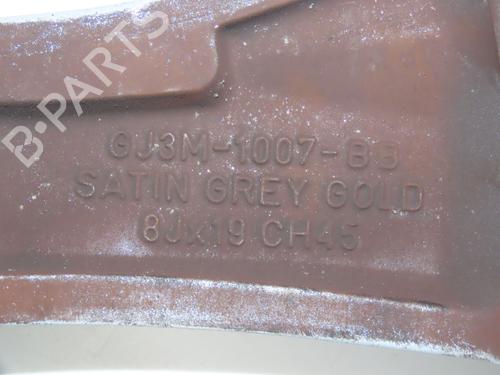 B-PARTS
GJ3M-1007-BB
SATIN GREY GOLD
8Jx19 CH45